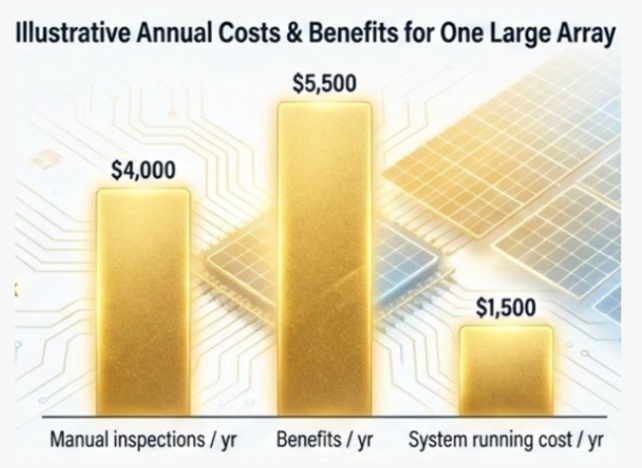 Illustrative Annual Costs & Benefits for One Large Array
$5,500
$4,000
$1,500
Manual inspections / yr
Benefits / yr
System running cost / yr